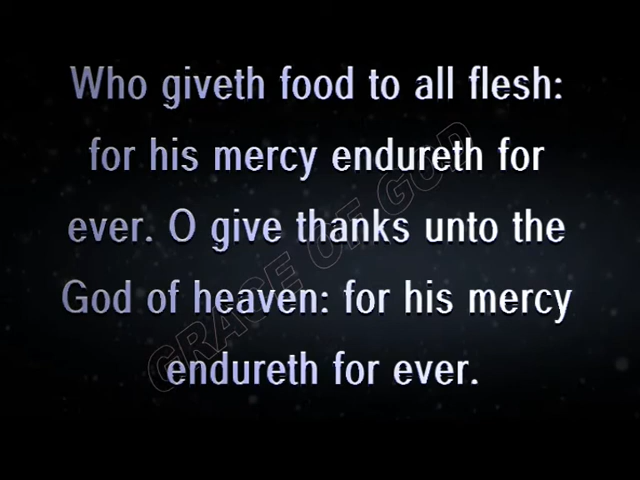 Who giveth food to all flesh:
for his mercy endureth for
ever. O give thanks unto the
God of heaven: for his mercy
endureth for ever.
GRACE OF GOD